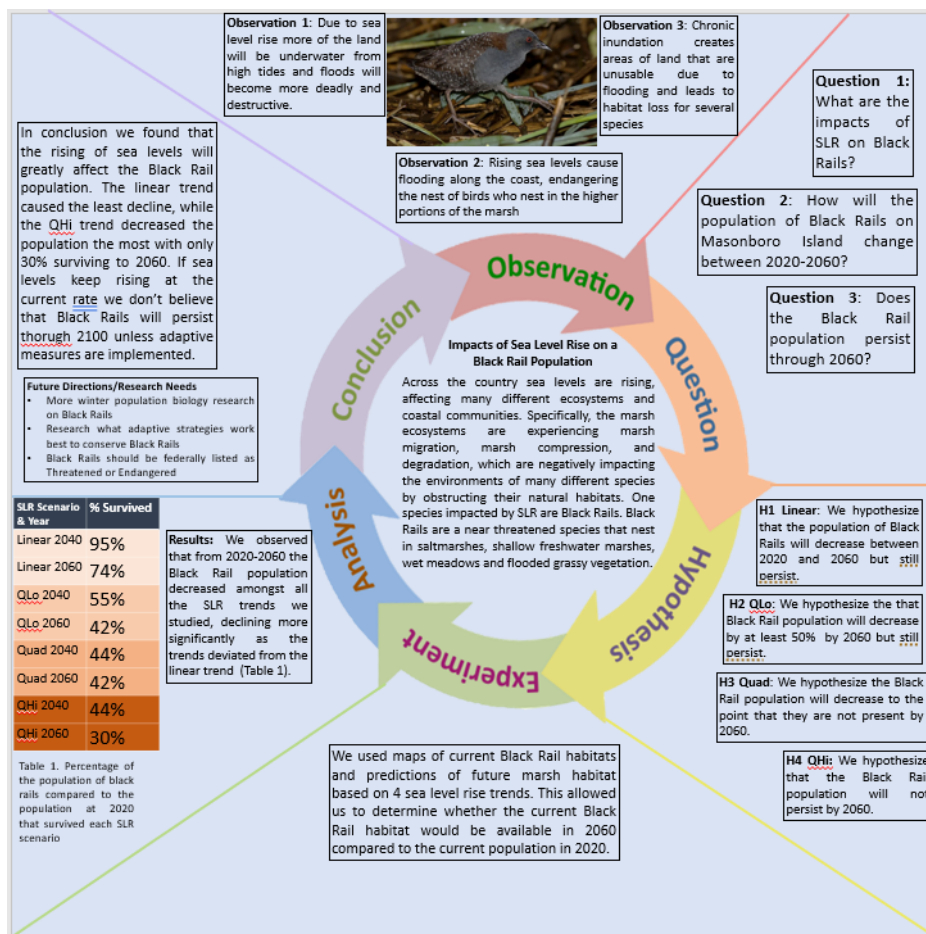 Observation 1: Due to sea
level rise more of the land
will be underwater from
high tides and floods will
become more deadly and
destructive.
Observation 3: Chronic
inundation creates
areas of land that are
unusable due to
flooding and leads to
habitat loss for several
species
Observation 2: Rising sea levels cause
flooding along the coast, endangering
the nest of birds who nest in the higher
portions of the marsh
Question 1:
What are the
impacts of
SLR on Black
Rails?
Question 2: How will the
population of Black Rails on
Masonboro Island change
between 2020-2060?
Question 3: Does
the Black Rail
population persist
through 2060?
In conclusion we found that
the rising of sea levels will
greatly affect the Black Rail
population. The linear trend
caused the least decline, while
the QHi trend decreased the
population the most with only
30% surviving to 2060. If sea
levels keep rising at the
current rate we don't believe
that Black Rails will persist
thorugh 2100 unless adaptive
measures are implemented.
Future Directions/Research Needs
• More winter population biology research
on Black Rails
• Research what adaptive strategies work
best to conserve Black Rails
• Black Rails should be federally listed as
Threatened or Endangered
Observation
Question
Hypothesis
Experiment
Analysis
Conclusion
Impacts of Sea Level Rise on a
Black Rail Population
Across the country sea levels are rising,
affecting many different ecosystems and
coastal communities. Specifically, the marsh
ecosystems are experiencing marsh
migration, marsh compression, and
degradation, which are negatively impacting
the environments of many different species
by obstructing their natural habitats. One
species impacted by SLR are Black Rails. Black
Rails are a near threatened species that nest
in saltmarshes, shallow freshwater marshes,
wet meadows and flooded grassy vegetation.
H1 Linear: We hypothesize
that the population of Black
Rails will decrease between
2020 and 2060 but still
persist.
H2 QLo: We hypothesize the that
Black Rail population will decrease
by at least 50% by 2060 but still
persist.
H3 Quad: We hypothesize the Black
Rail population will decrease to the
point that they are not present by
2060.
H4 QHi: We hypothesize
that the Black Rail
population will not
persist by 2060.
SLR Scenario & Year % Survived
Linear 2040 95%
Linear 2060 74%
QLo 2040 55%
QLo 2060 42%
Quad 2040 44%
Quad 2060 42%
QHi 2040 44%
QHi 2060 30%
Table 1. Percentage of
the population of black
rails compared to the
population at 2020
that survived each SLR
scenario
Results: We observed
that from 2020-2060 the
Black Rail population
decreased amongst all
the SLR trends we
studied, declining more
significantly as the
trends deviated from the
linear trend (Table 1).
We used maps of current Black Rail habitats
and predictions of future marsh habitat
based on 4 sea level rise trends. This allowed
us to determine whether the current Black
Rail habitat would be available in 2060
compared to the current population in 2020.